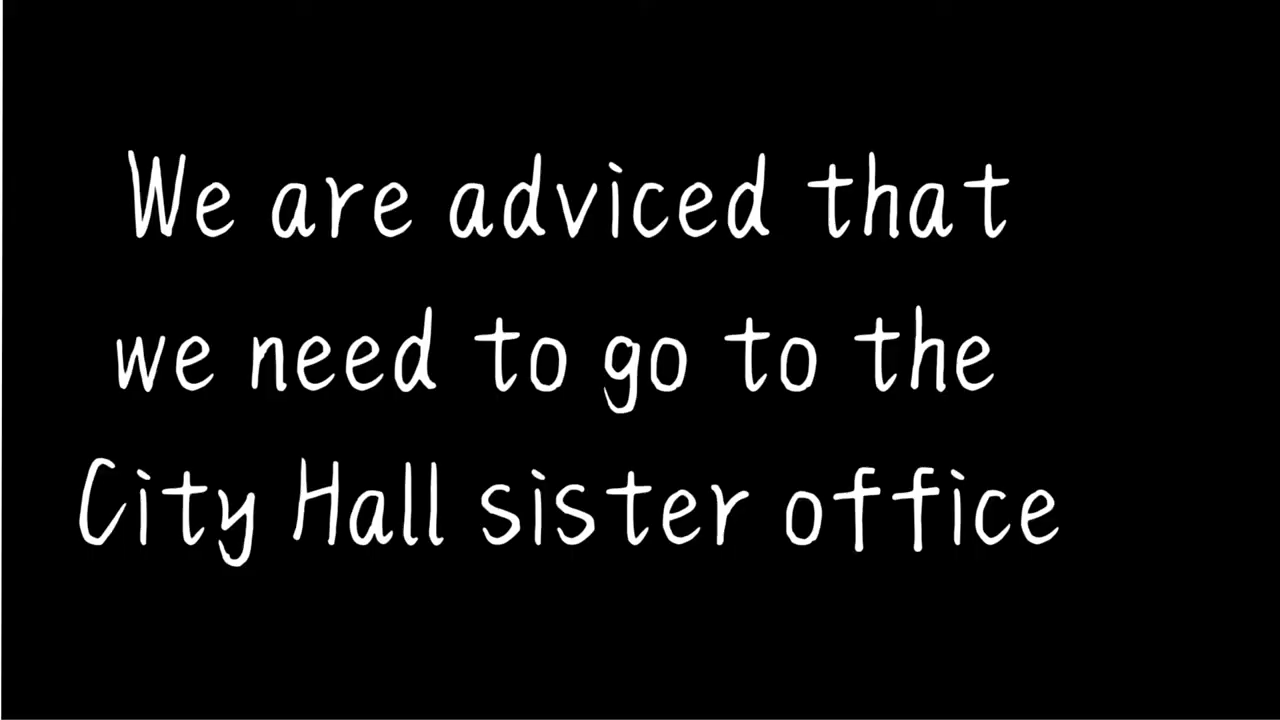 We are adviced that
we need to go to the
City Hall sister office